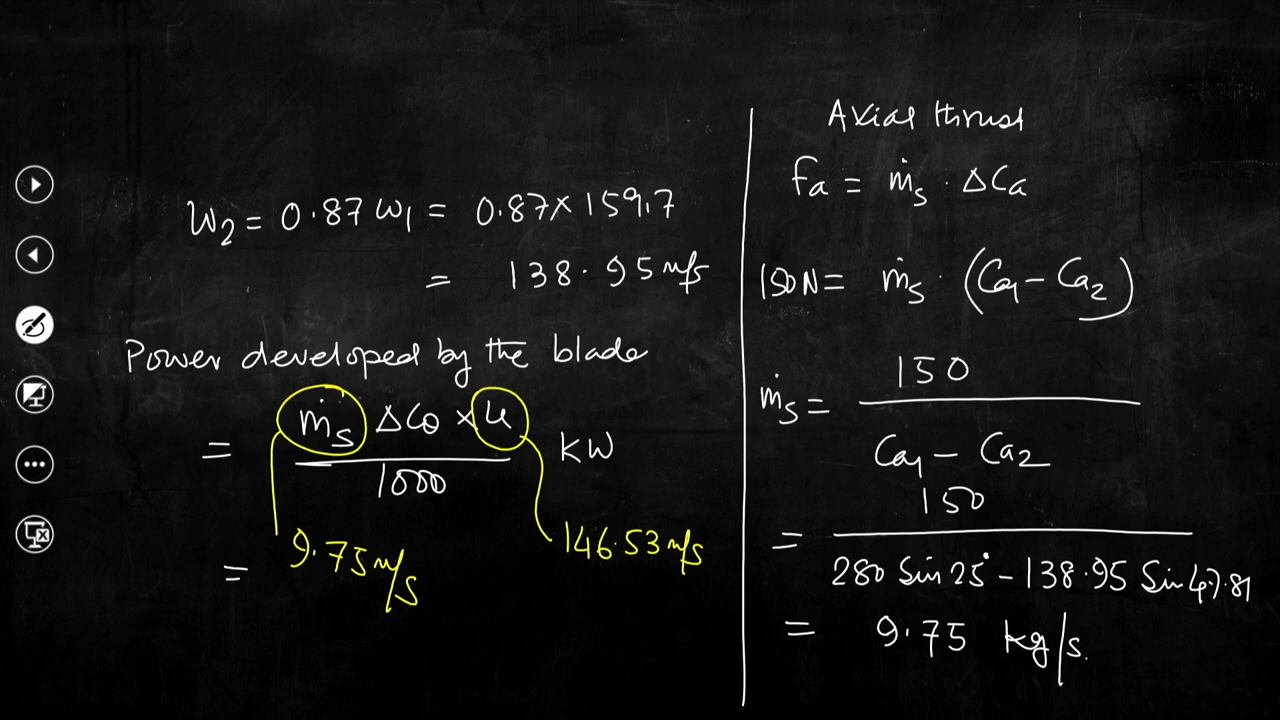 W₂ = 0.87 W₁ = 0.87 × 159.7
= 138.95 m/s
Power developed by the blade
= ṁs ΔCθ × u / 1000 KW
= 9.75 m/s 146.53 m/s
Axial thrust
Fa = ṁs · ΔCa
150N = ṁs · (Ca₁ − Ca₂)
ṁs = 150 / Ca₁ − Ca₂
= 150 / 280 Sin 25° − 138.95 Sin 47.81
= 9.75 kg/s.